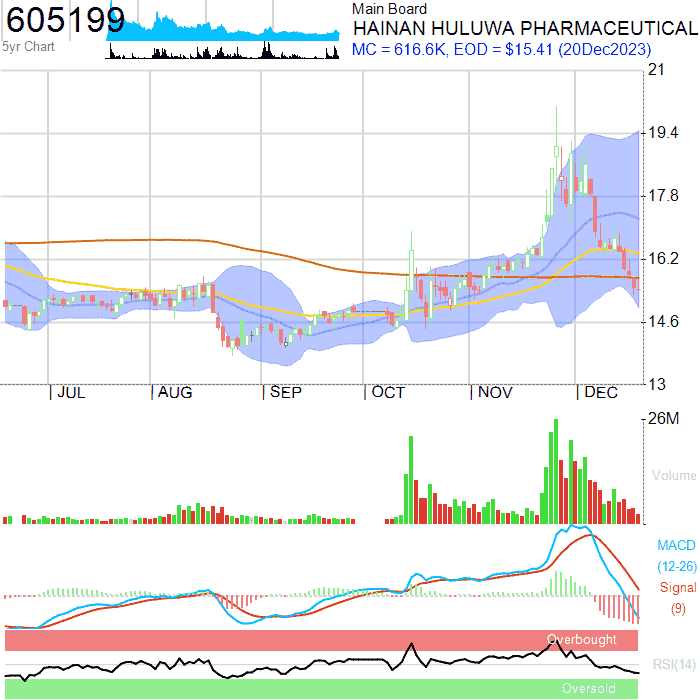 605199
5yr Chart
Main Board
HAINAN HULUWA PHARMACEUTICAL
MC = 616.6K, EOD = $15.41 (20Dec2023)
21
19.4
17.8
16.2
14.6
13
JUL AUG SEP OCT NOV DEC
26M
Volume
MACD
(12-26)
Signal
(9)
Overbought
RSI(14)
Oversold